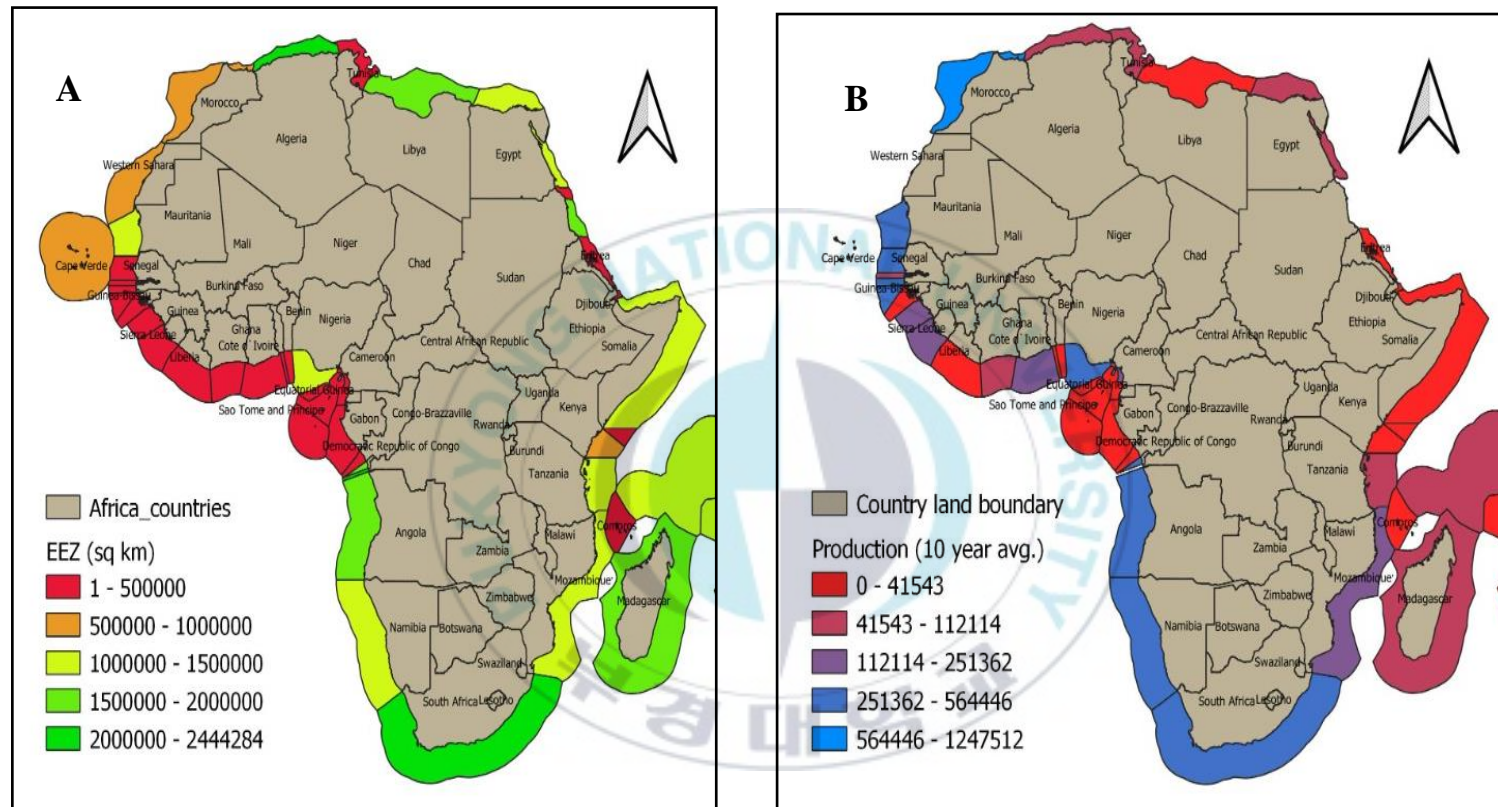 A
Tunisia
Morocco
Algeria
Libya
Egypt
Western Sahara
Mauritania
Mali
Niger
Chad
Sudan
Eritrea
Cape Verde
Senegal
Guinea-Bissau
Burkina Faso
Djibouti
Guinea
Benin
Nigeria
Ghana
Ethiopia
Sierra Leone
Cote d'Ivoire
Central African Republic
Somalia
Liberia
Cameroon
Equatorial Guinea
Uganda
Kenya
Sao Tome and Principe
Gabon
Congo-Brazzaville
Rwanda
Democratic Republic of Congo
Burundi
Tanzania
Comoros
Angola
Malawi
Zambia
Mozambique
Zimbabwe
Madagascar
Namibia
Botswana
Swaziland
South Africa
Lesotho
Africa_countries
EEZ (sq km)
1 - 500000
500000 - 1000000
1000000 - 1500000
1500000 - 2000000
2000000 - 2444284
B
Tunisia
Morocco
Algeria
Libya
Egypt
Western Sahara
Mauritania
Mali
Niger
Chad
Sudan
Eritrea
Cape Verde
Senegal
Guinea-Bissau
Burkina Faso
Djibouti
Guinea
Benin
Nigeria
Ghana
Ethiopia
Sierra Leone
Cote d'Ivoire
Central African Republic
Somalia
Liberia
Cameroon
Equatorial Guinea
Uganda
Kenya
Sao Tome and Principe
Gabon
Congo-Brazzaville
Rwanda
Democratic Republic of Congo
Burundi
Tanzania
Comoros
Angola
Malawi
Zambia
Mozambique
Zimbabwe
Madagascar
Namibia
Botswana
Swaziland
South Africa
Lesotho
Country land boundary
Production (10 year avg.)
0 - 41543
41543 - 112114
112114 - 251362
251362 - 564446
564446 - 1247512
NATIONAL